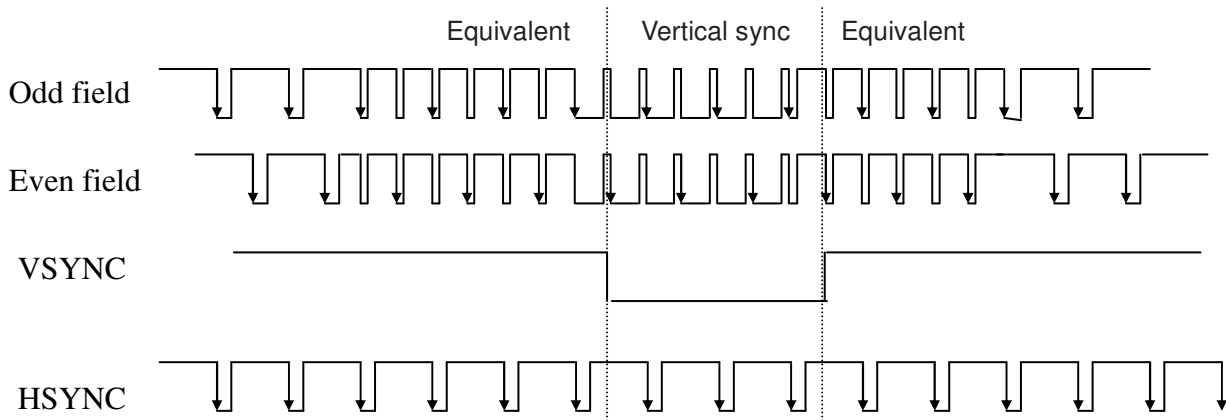 Equivalent Vertical sync Equivalent
Odd field
Even field
VSYNC
HSYNC